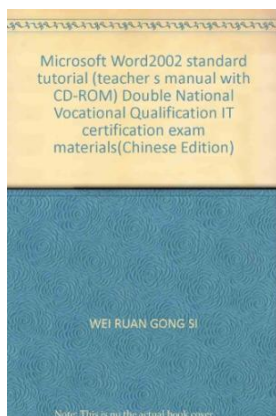 Microsoft Word2002 standard
tutorial (teacher s manual with
CD-ROM) Double National
Vocational Qualification IT
certification exam
materials(Chinese Edition)
WEI RUAN GONG SI
Note: This is no the actual book cover